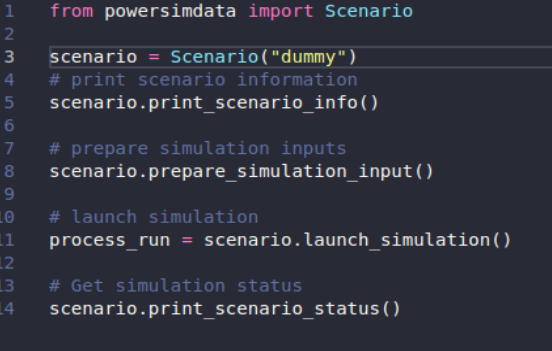 1 from powersimdata import Scenario
2
3 scenario = Scenario("dummy")
4 # print scenario information
5 scenario.print_scenario_info()
6
7 # prepare simulation inputs
8 scenario.prepare_simulation_input()
9
10 # launch simulation
11 process_run = scenario.launch_simulation()
12
13 # Get simulation status
14 scenario.print_scenario_status()